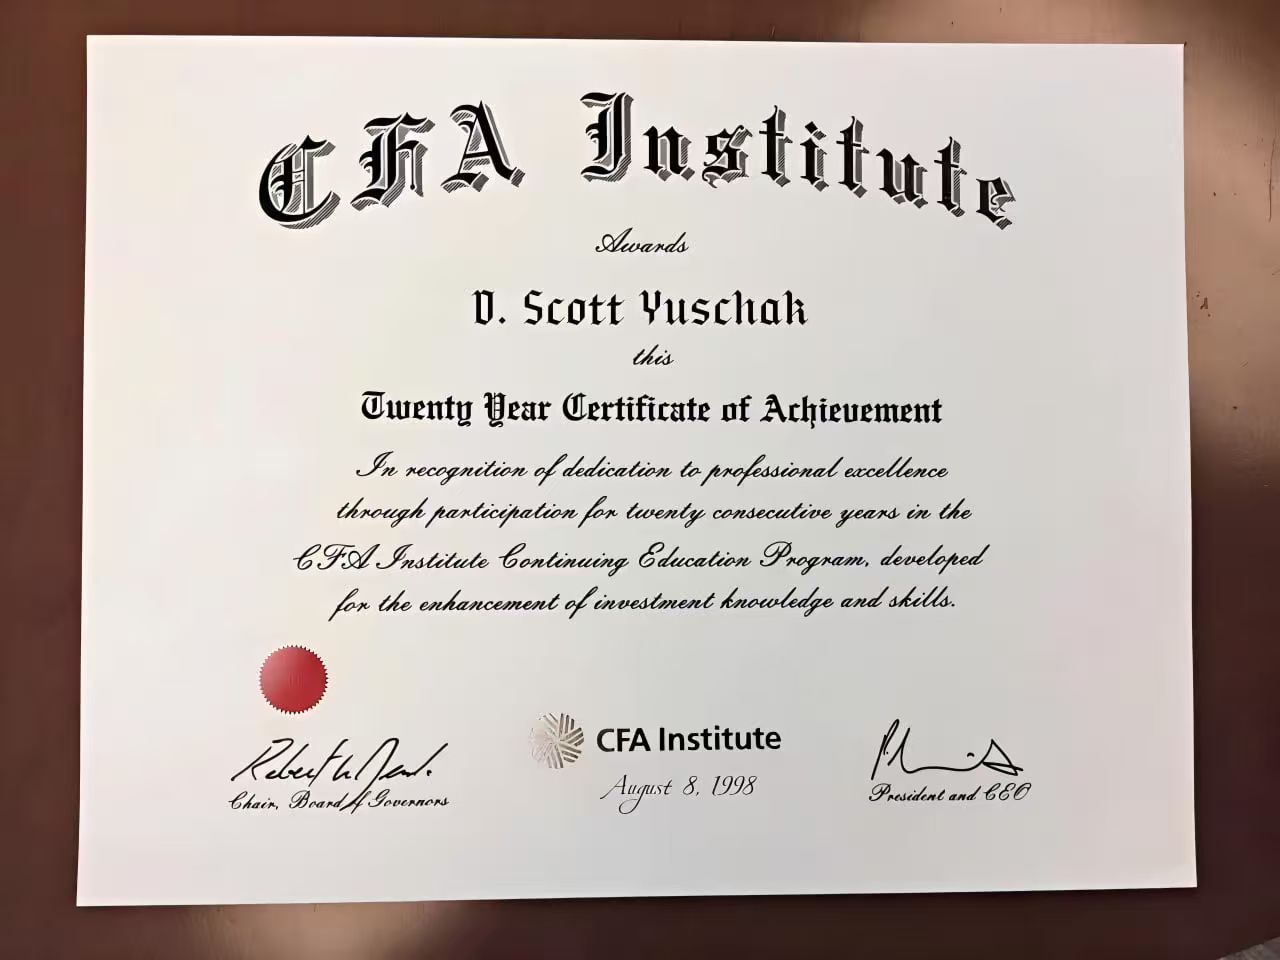 CFA Institute
Awards
D. Scott Yuschak
this
Twenty Year Certificate of Achievement
In recognition of dedication to professional excellence
through participation for twenty consecutive years in the
CFA Institute Continuing Education Program, developed
for the enhancement of investment knowledge and skills.
CFA Institute
August 8, 1998
Chair, Board of Governors
President and CEO